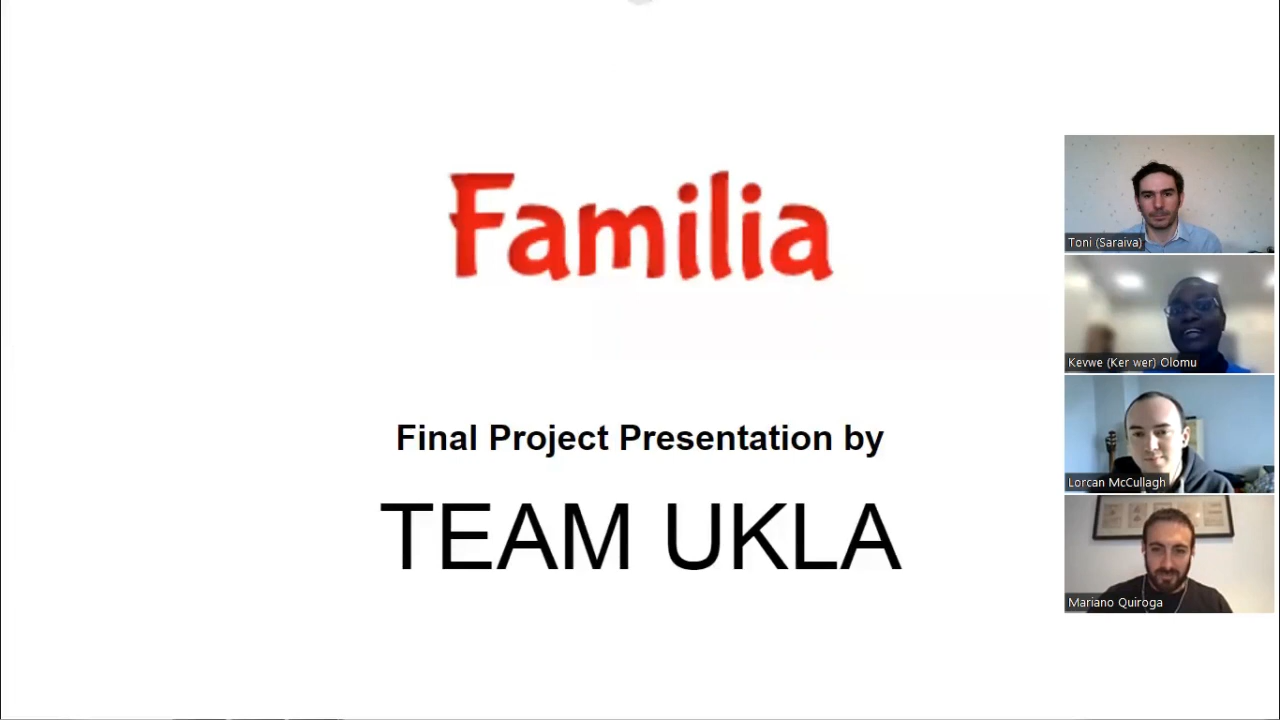 Familia
Final Project Presentation by
TEAM UKLA
Toni (Saraiva)
Kevwe (Ker wer) Olomu
Lorcan McCullagh
Mariano Quiroga